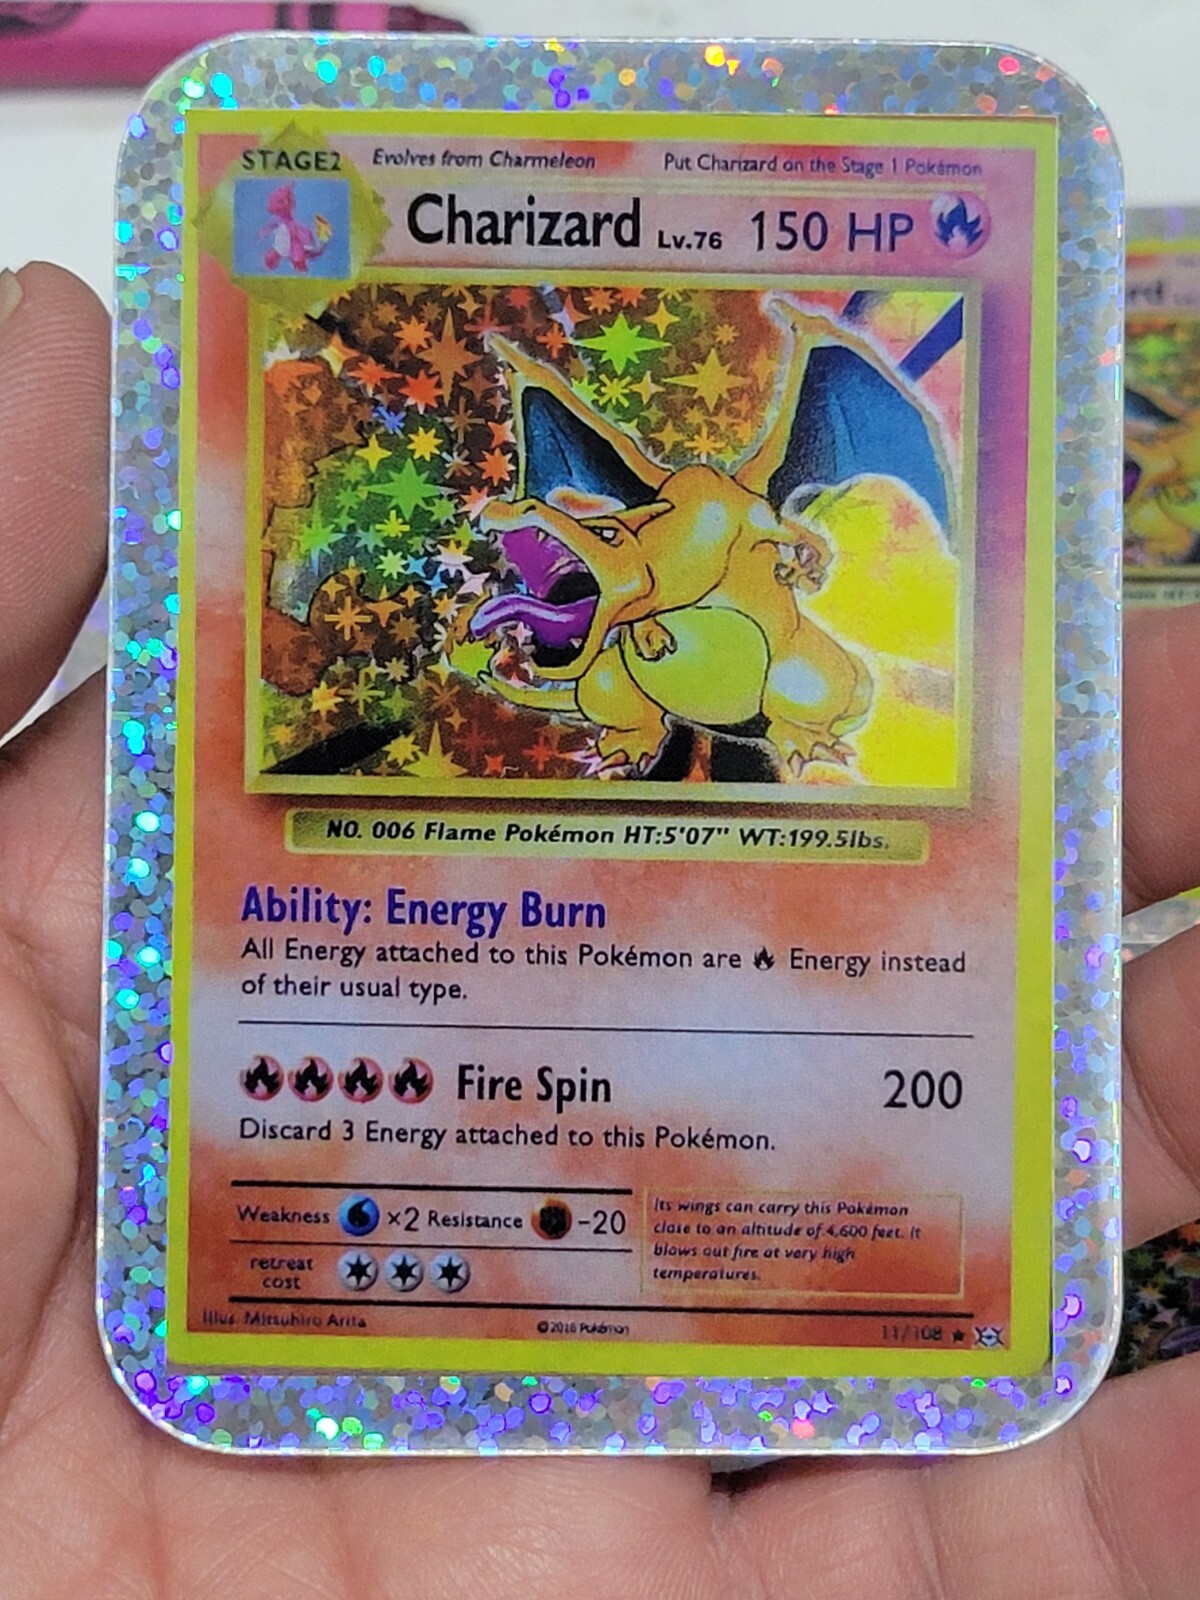 STAGE2 Evolves from Charmeleon Put Charizard on the Stage 1 Pokémon
Charizard Lv.76 150 HP
NO. 006 Flame Pokémon HT:5'07" WT:199.5lbs.
Ability: Energy Burn
All Energy attached to this Pokémon are Energy instead
of their usual type.
Fire Spin 200
Discard 3 Energy attached to this Pokémon.
Weakness ×2 Resistance -20
retreat
cost
Its wings can carry this Pokémon
close to an altitude of 4,600 feet. It
blows out fire at very high
temperatures.
Illus. Mitsuhiro Arita ©2016 Pokémon 11/108